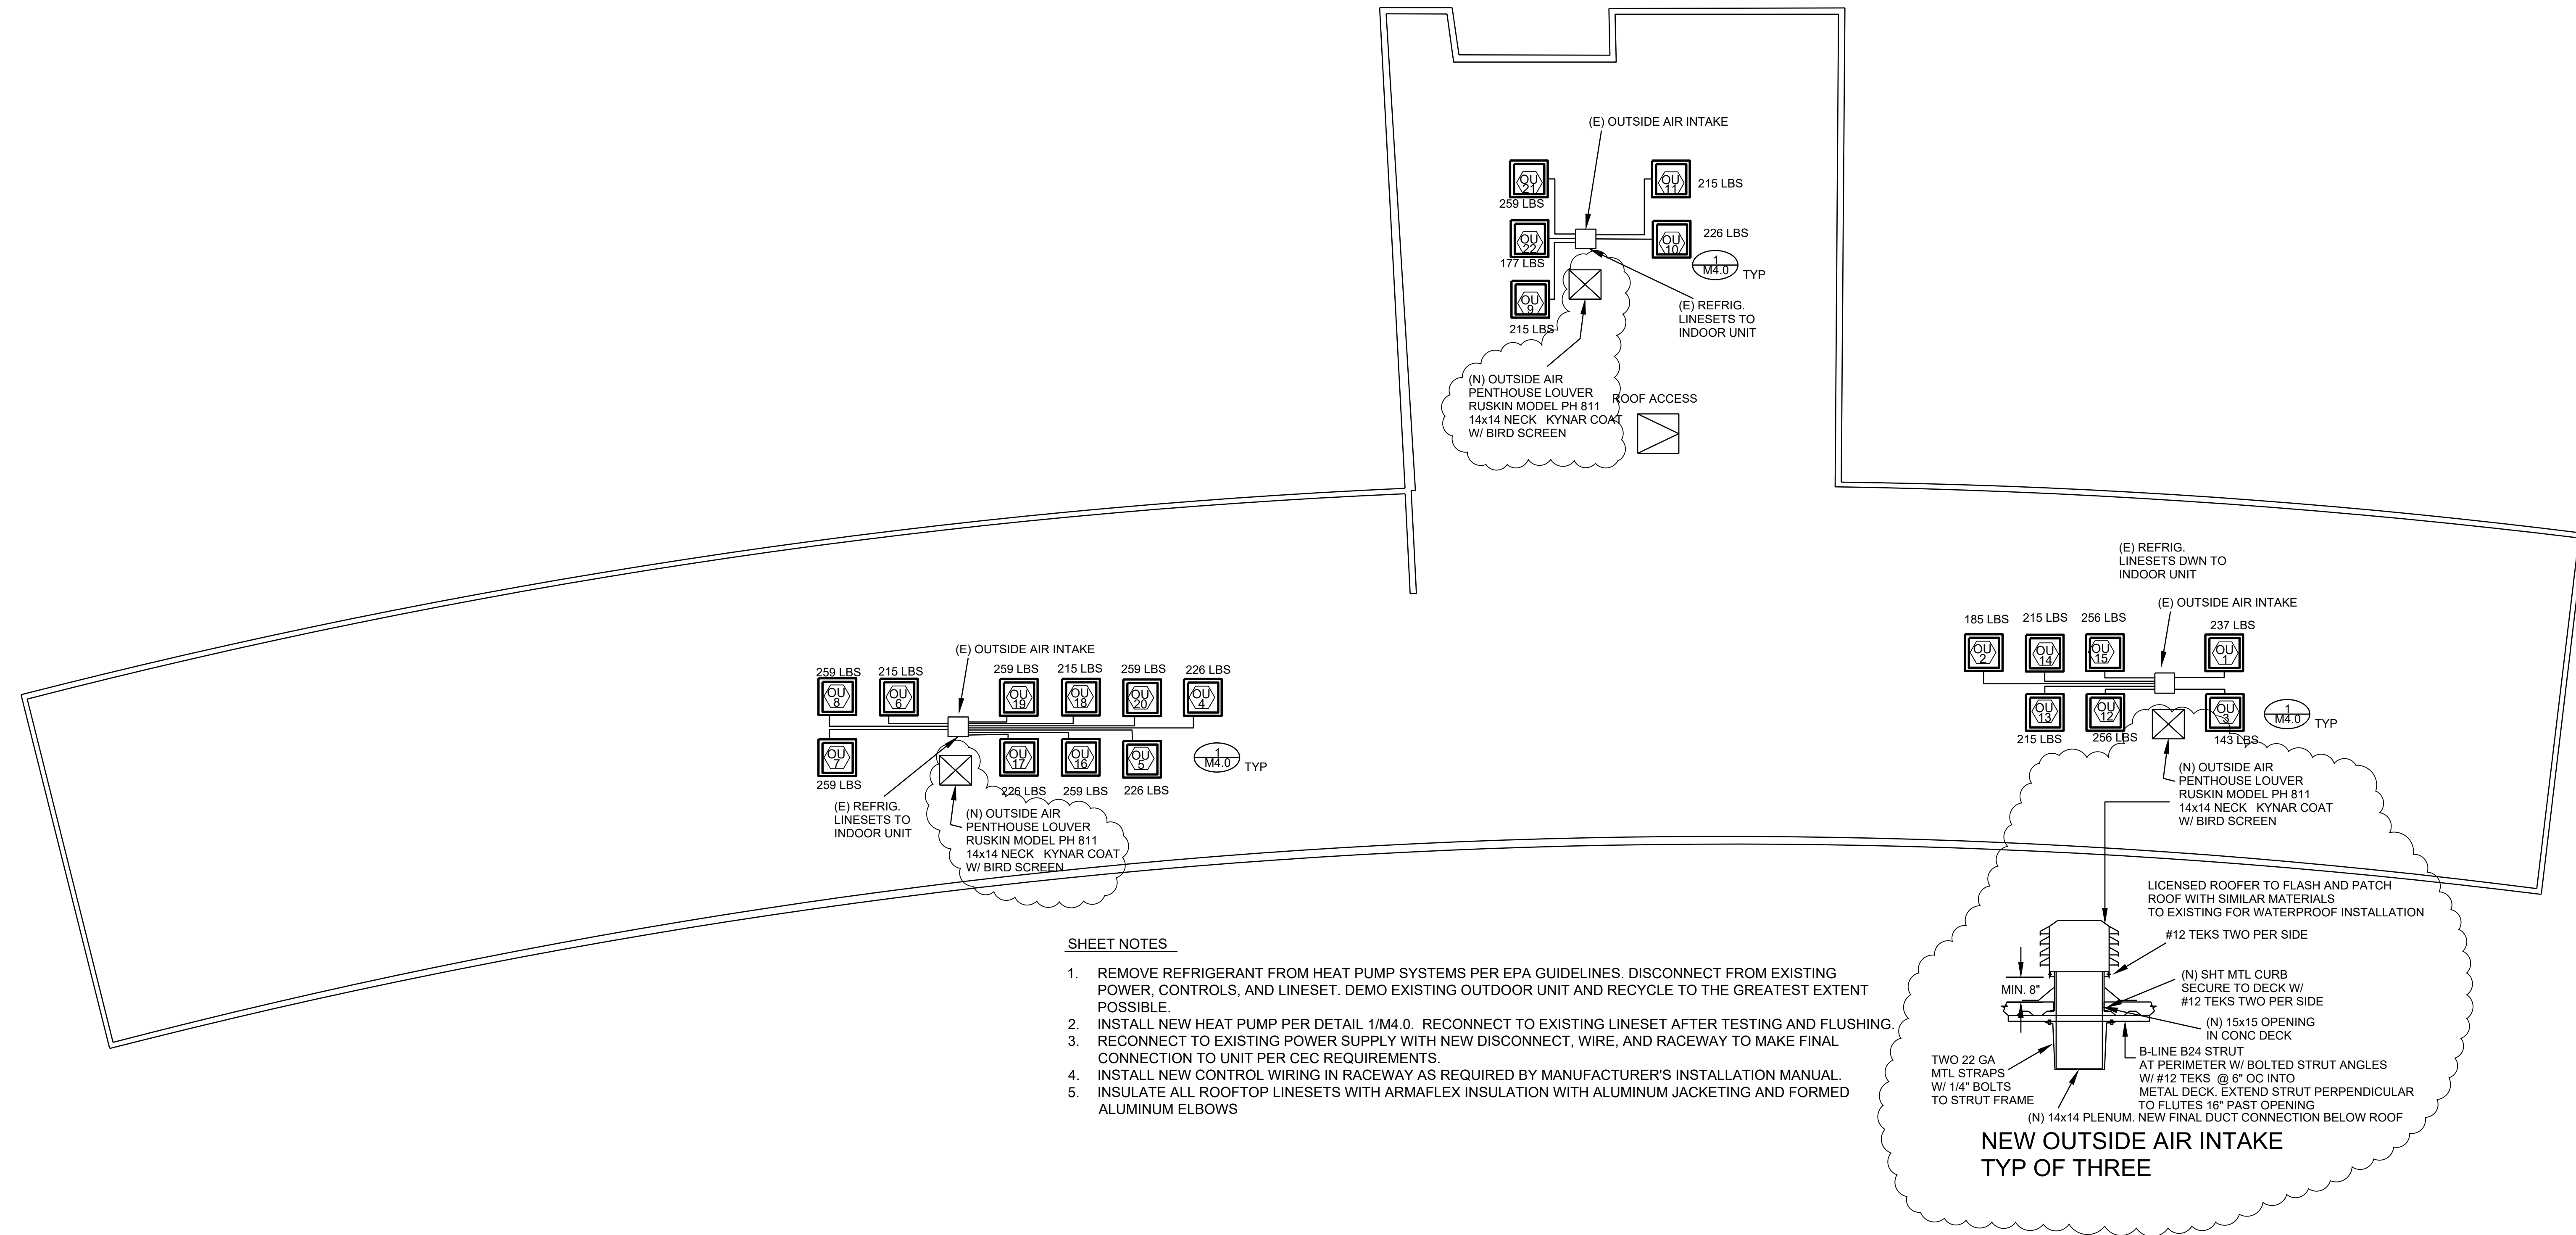 (E) OUTSIDE AIR INTAKE
OU
21
259 LBS
OU
11
215 LBS
OU
22
177 LBS
OU
10
226 LBS
1
M4.0
TYP
OU
9
215 LBS
(E) REFRIG.
LINESETS TO
INDOOR UNIT
(N) OUTSIDE AIR
PENTHOUSE LOUVER
RUSKIN MODEL PH 811
14x14 NECK KYNAR COAT
W/ BIRD SCREEN
ROOF ACCESS
(E) OUTSIDE AIR INTAKE
259 LBS
215 LBS
259 LBS
215 LBS
259 LBS
226 LBS
OU
8
OU
6
OU
19
OU
18
OU
20
OU
4
OU
7
OU
17
OU
16
OU
5
1
M4.0
TYP
259 LBS
226 LBS
259 LBS
226 LBS
(E) REFRIG.
LINESETS TO
INDOOR UNIT
(N) OUTSIDE AIR
PENTHOUSE LOUVER
RUSKIN MODEL PH 811
14x14 NECK KYNAR COAT
W/ BIRD SCREEN
(E) REFRIG.
LINESETS DWN TO
INDOOR UNIT
(E) OUTSIDE AIR INTAKE
185 LBS
215 LBS
256 LBS
237 LBS
OU
2
OU
14
OU
15
OU
1
OU
13
OU
12
OU
3
1
M4.0
TYP
215 LBS
256 LBS
143 LBS
(N) OUTSIDE AIR
PENTHOUSE LOUVER
RUSKIN MODEL PH 811
14x14 NECK KYNAR COAT
W/ BIRD SCREEN
LICENSED ROOFER TO FLASH AND PATCH
ROOF WITH SIMILAR MATERIALS
TO EXISTING FOR WATERPROOF INSTALLATION
#12 TEKS TWO PER SIDE
(N) SHT MTL CURB
SECURE TO DECK W/
#12 TEKS TWO PER SIDE
MIN. 8"
(N) 15x15 OPENING
IN CONC DECK
B-LINE B24 STRUT
AT PERIMETER W/ BOLTED STRUT ANGLES
W/ #12 TEKS @ 6" OC INTO
METAL DECK. EXTEND STRUT PERPENDICULAR
TO FLUTES 16" PAST OPENING
TWO 22 GA
MTL STRAPS
W/ 1/4" BOLTS
TO STRUT FRAME
(N) 14x14 PLENUM. NEW FINAL DUCT CONNECTION BELOW ROOF
NEW OUTSIDE AIR INTAKE
TYP OF THREE
SHEET NOTES
1. REMOVE REFRIGERANT FROM HEAT PUMP SYSTEMS PER EPA GUIDELINES. DISCONNECT FROM EXISTING
POWER, CONTROLS, AND LINESET. DEMO EXISTING OUTDOOR UNIT AND RECYCLE TO THE GREATEST EXTENT
POSSIBLE.
2. INSTALL NEW HEAT PUMP PER DETAIL 1/M4.0. RECONNECT TO EXISTING LINESET AFTER TESTING AND FLUSHING.
3. RECONNECT TO EXISTING POWER SUPPLY WITH NEW DISCONNECT, WIRE, AND RACEWAY TO MAKE FINAL
CONNECTION TO UNIT PER CEC REQUIREMENTS.
4. INSTALL NEW CONTROL WIRING IN RACEWAY AS REQUIRED BY MANUFACTURER'S INSTALLATION MANUAL.
5. INSULATE ALL ROOFTOP LINESETS WITH ARMAFLEX INSULATION WITH ALUMINUM JACKETING AND FORMED
ALUMINUM ELBOWS